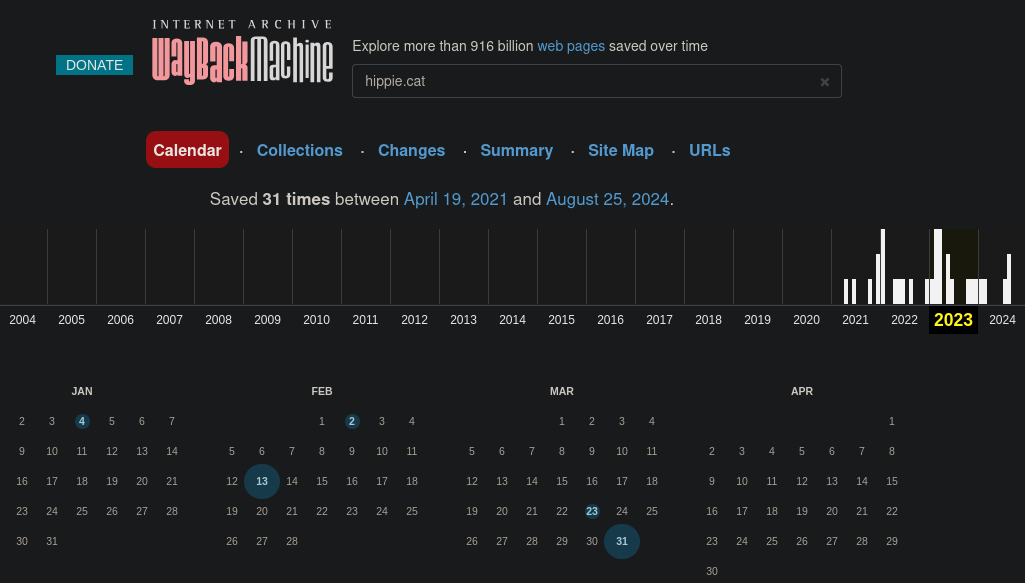 INTERNET ARCHIVE
DONATE
WayBackMachine
Explore more than 916 billion web pages saved over time
hippie.cat
×
Calendar · Collections · Changes · Summary · Site Map · URLs
Saved 31 times between April 19, 2021 and August 25, 2024.
2004 2005 2006 2007 2008 2009 2010 2011 2012 2013 2014 2015 2016 2017 2018 2019 2020 2021 2022 2023 2024
JAN
2 3 4 5 6 7
9 10 11 12 13 14
16 17 18 19 20 21
23 24 25 26 27 28
30 31
FEB
1 2 3 4
5 6 7 8 9 10 11
12 13 14 15 16 17 18
19 20 21 22 23 24 25
26 27 28
MAR
1 2 3 4
5 6 7 8 9 10 11
12 13 14 15 16 17 18
19 20 21 22 23 24 25
26 27 28 29 30 31
APR
1
2 3 4 5 6 7 8
9 10 11 12 13 14 15
16 17 18 19 20 21 22
23 24 25 26 27 28 29
30